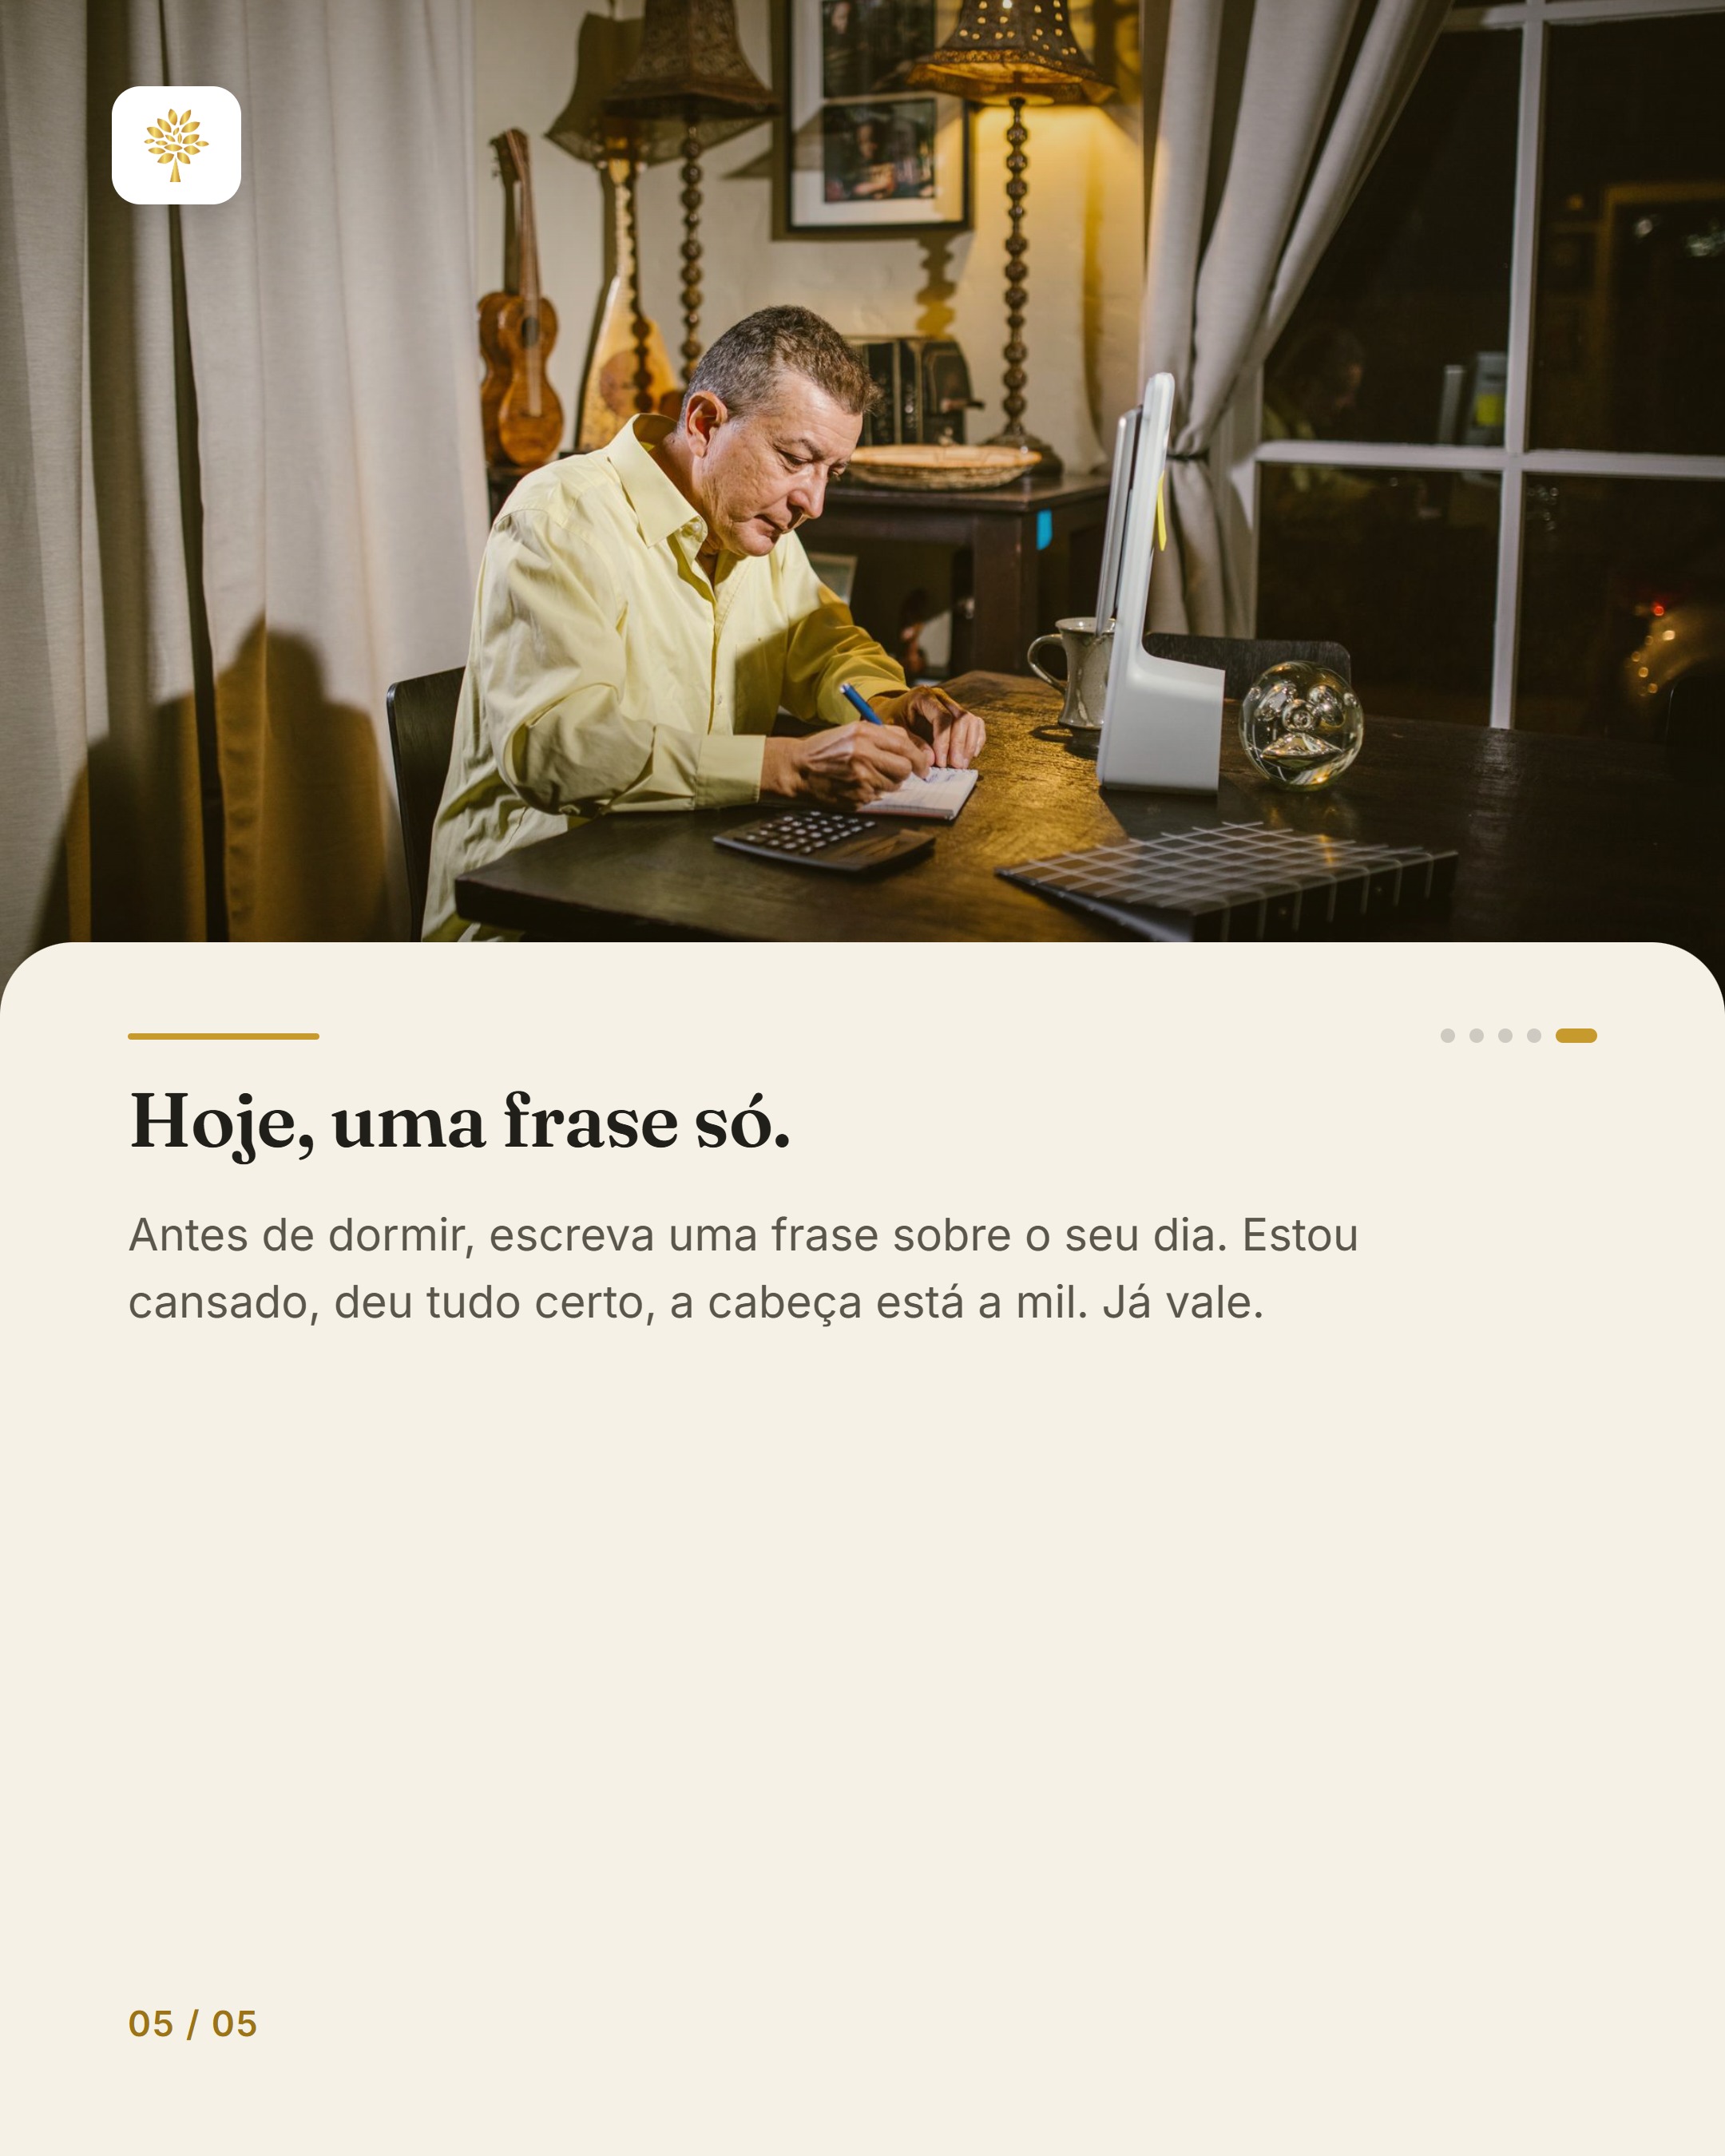 Hoje, uma frase só.
Antes de dormir, escreva uma frase sobre o seu dia. Estou
cansado, deu tudo certo, a cabeça está a mil. Já vale.
05 / 05